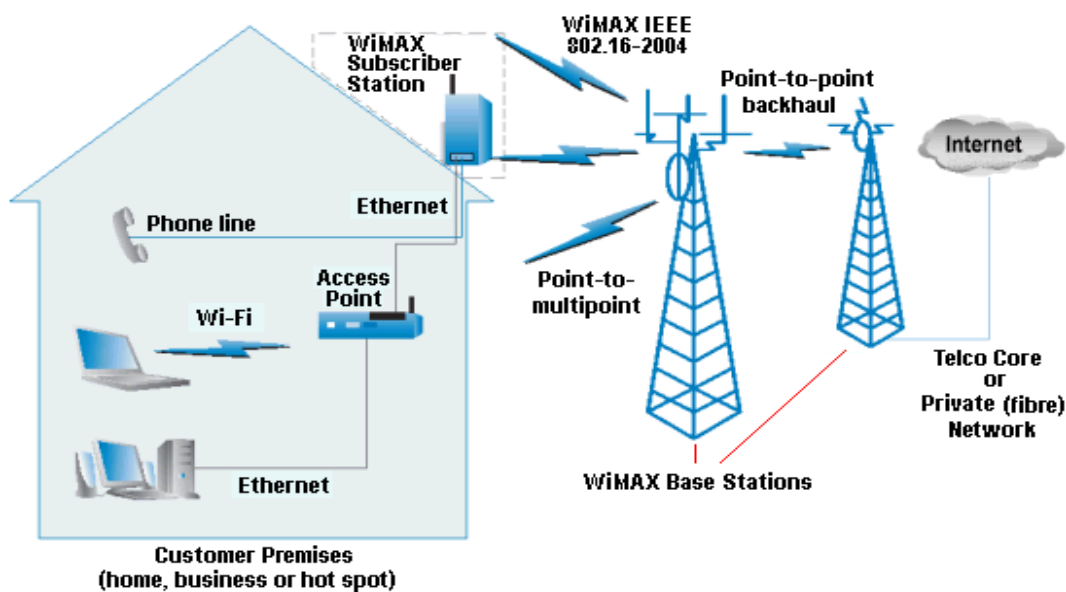 WiMAX IEEE
802.16-2004
WiMAX
Subscriber
Station
Point-to-point
backhaul
Internet
Ethernet
Phone line
Access
Point
Point-to-
multipoint
Wi-Fi
Telco Core
or
Private (fibre)
Network
Ethernet
WiMAX Base Stations
Customer Premises
(home, business or hot spot)